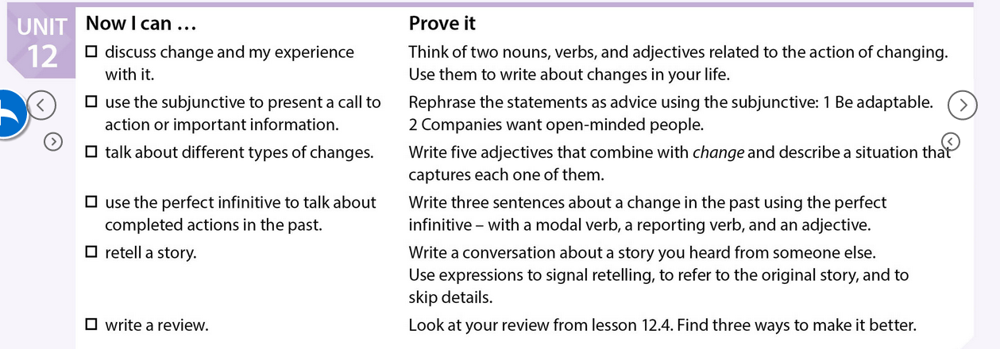 UNIT
12
Now I can …
Prove it
discuss change and my experience
with it.
Think of two nouns, verbs, and adjectives related to the action of changing.
Use them to write about changes in your life.
use the subjunctive to present a call to
action or important information.
Rephrase the statements as advice using the subjunctive: 1 Be adaptable.
2 Companies want open-minded people.
talk about different types of changes.
Write five adjectives that combine with change and describe a situation that
captures each one of them.
use the perfect infinitive to talk about
completed actions in the past.
Write three sentences about a change in the past using the perfect
infinitive – with a modal verb, a reporting verb, and an adjective.
retell a story.
Write a conversation about a story you heard from someone else.
Use expressions to signal retelling, to refer to the original story, and to
skip details.
write a review.
Look at your review from lesson 12.4. Find three ways to make it better.